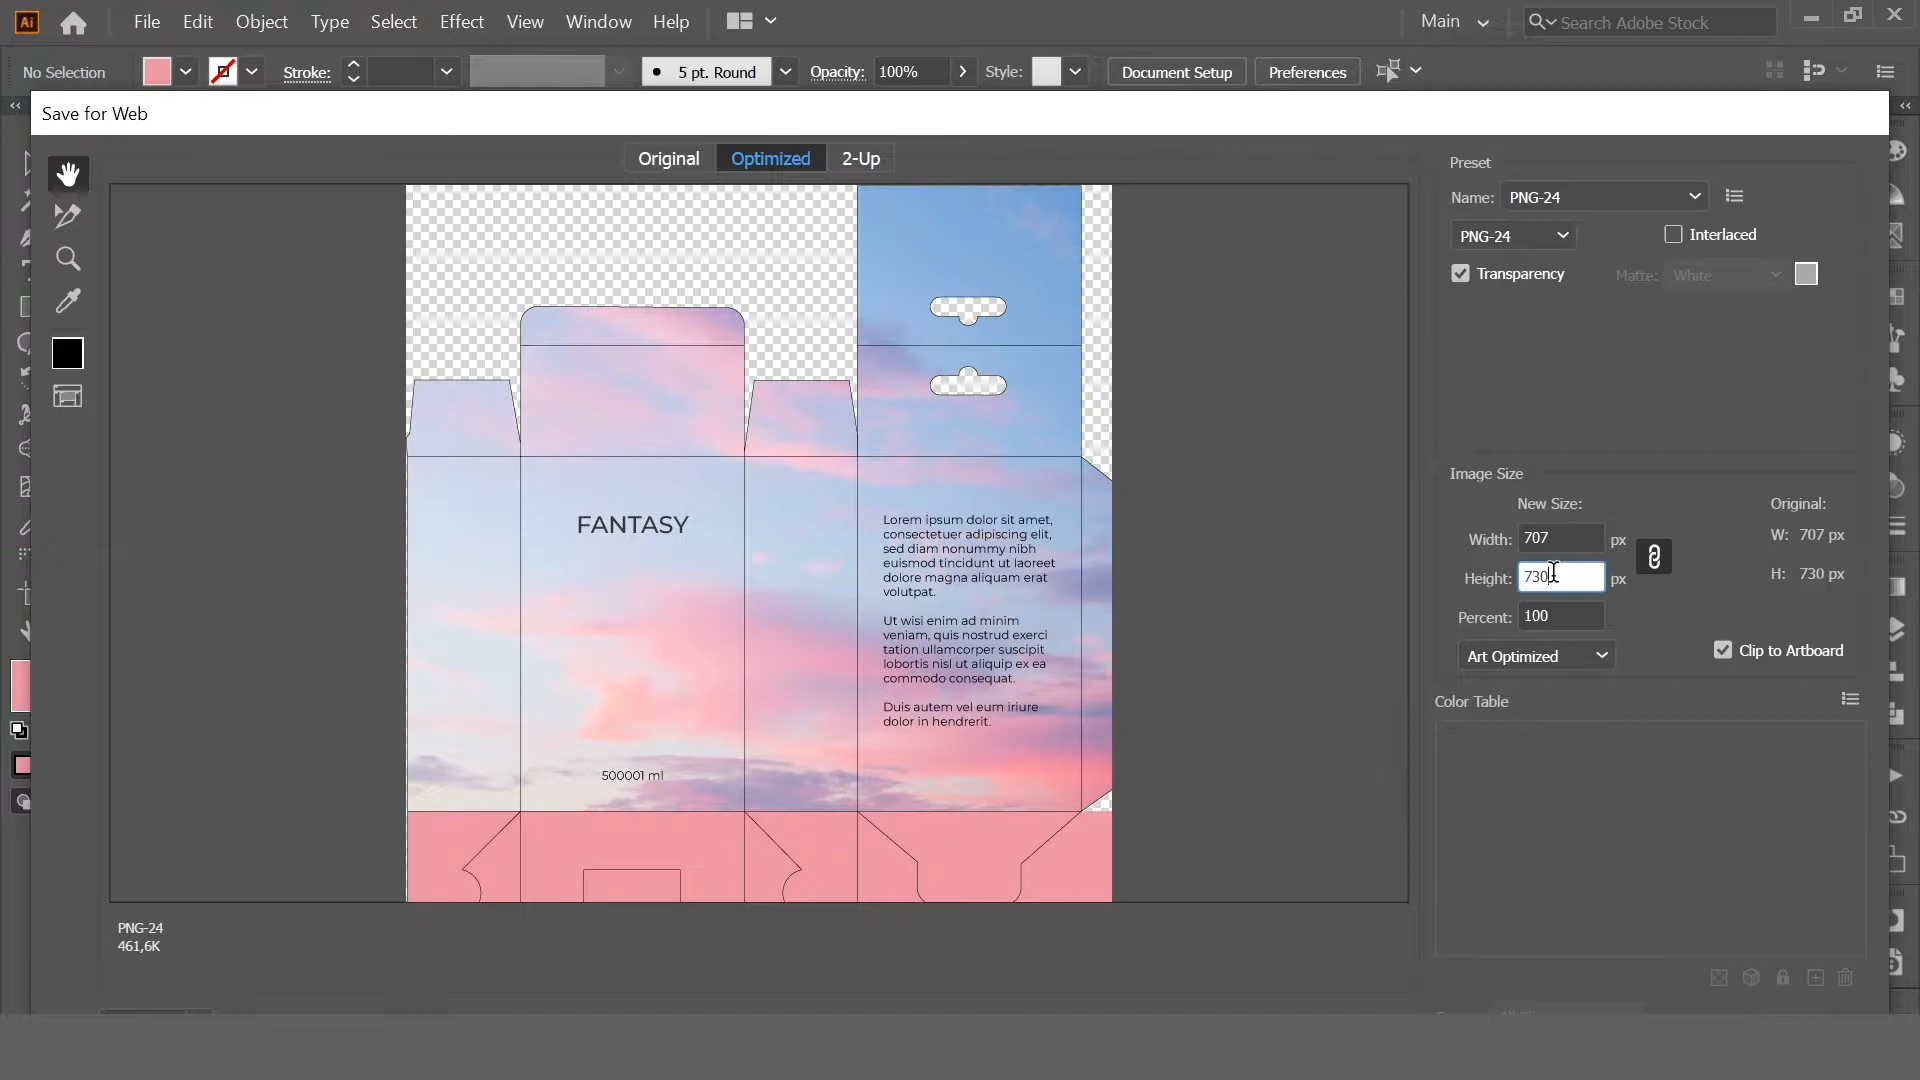 Ai File Edit Object Type Select Effect View Window Help Main Search Adobe Stock
No Selection Stroke: 5 pt. Round Opacity: 100% Style: Document Setup Preferences
Save for Web
Original Optimized 2-Up
Preset
Name: PNG-24
PNG-24 Interlaced
Transparency Matte: White
FANTASY
Lorem ipsum dolor sit amet,
consectetuer adipiscing elit,
sed diam nonummy nibh
euismod tincidunt ut laoreet
dolore magna aliquam erat
volutpat.
Ut wisi enim ad minim
veniam, quis nostrud exerci
tation ullamcorper suscipit
lobortis nisl ut aliquip ex ea
commodo consequat.
Duis autem vel eum iriure
dolor in hendrerit.
500001 ml
Image Size
New Size: Original:
Width: 707 px W: 707 px
Height: 730 px H: 730 px
Percent: 100
Art Optimized Clip to Artboard
Color Table
PNG-24
461,6K